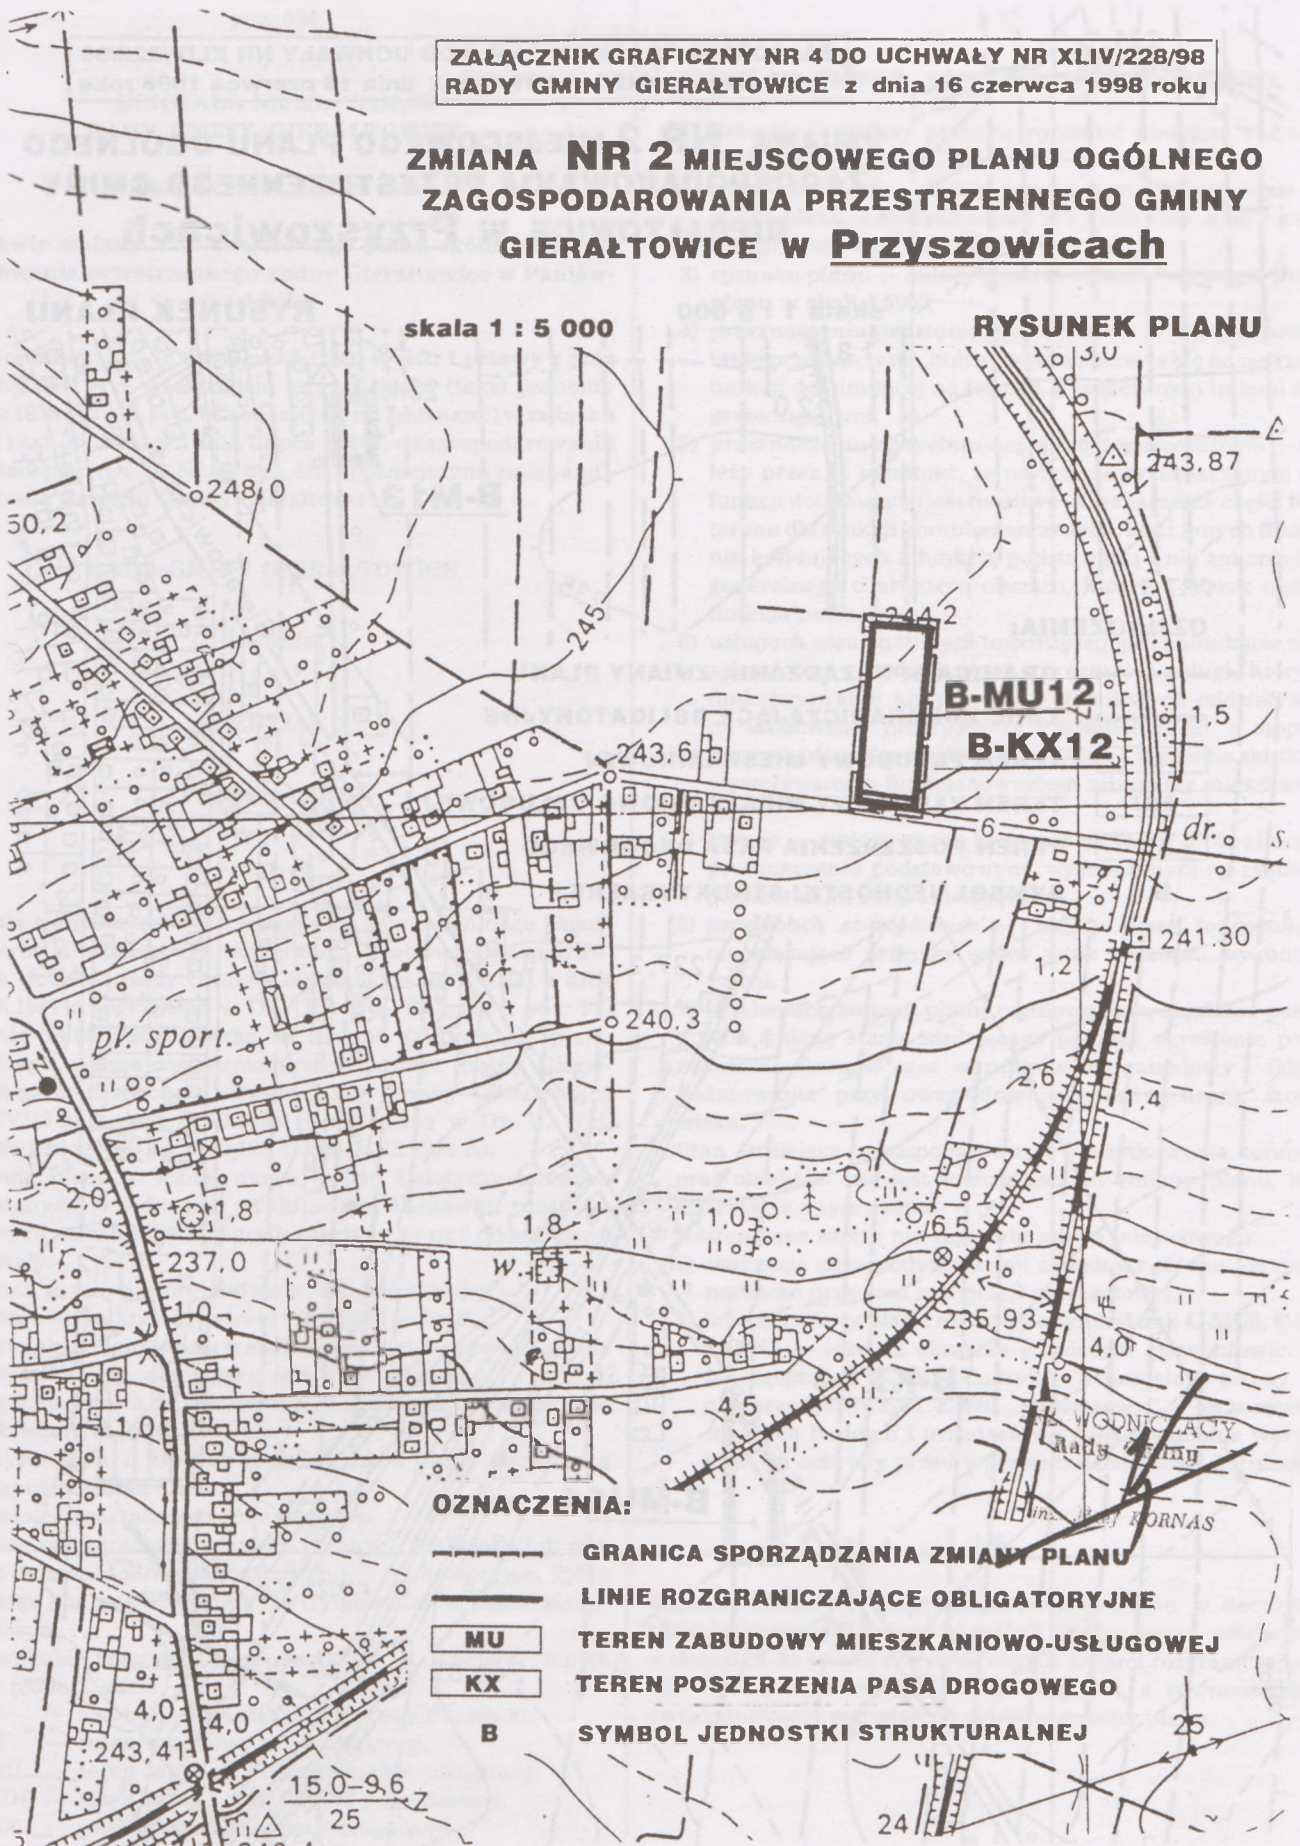 ZAŁĄCZNIK GRAFICZNY NR 4 DO UCHWAŁY NR XLIV/228/98
RADY GMINY GIERAŁTOWICE z dnia 16 czerwca 1998 roku
ZMIANA NR 2 MIEJSCOWEGO PLANU OGÓLNEGO
ZAGOSPODAROWANIA PRZESTRZENNEGO GMINY
GIERAŁTOWICE W Przyszowicach
skala 1 : 5 000
RYSUNEK PLANU
3,0
243,87
248,0
50,2
245
244,2
B-MU12
1,5
B-KX12
243,6
6
dr.
s
241,30
1,2
240,3
pl. sport.
2,6
1,4
2,0
1,8
1,8
1,0
6,5
237,0
w.
1,0
235,93
4,0
4,5
1,0
Rady Gminy
KORNAS
OZNACZENIA:
GRANICA SPORZĄDZANIA ZMIANY PLANU
LINIE ROZGRANICZAJĄCE OBLIGATORYJNE
MU TEREN ZABUDOWY MIESZKANIOWO-USŁUGOWEJ
KX TEREN POSZERZENIA PASA DROGOWEGO
B SYMBOL JEDNOSTKI STRUKTURALNEJ
4,0
4,0
25
243,41
15,0-9,6
25
Z
24